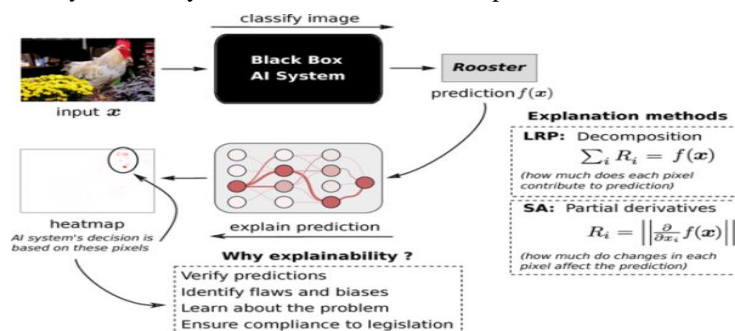 classify image
Black Box
AI System
Rooster
input x
prediction f(x)
Explanation methods
LRP: Decomposition
∑ᵢ Rᵢ = f(x)
(how much does each pixel
contribute to prediction)
SA: Partial derivatives
Rᵢ = ||∂/∂xᵢ f(x)||
(how much do changes in each
pixel affect the prediction)
heatmap
explain prediction
AI system's decision is
based on these pixels
Why explainability ?
Verify predictions
Identify flaws and biases
Learn about the problem
Ensure compliance to legislation